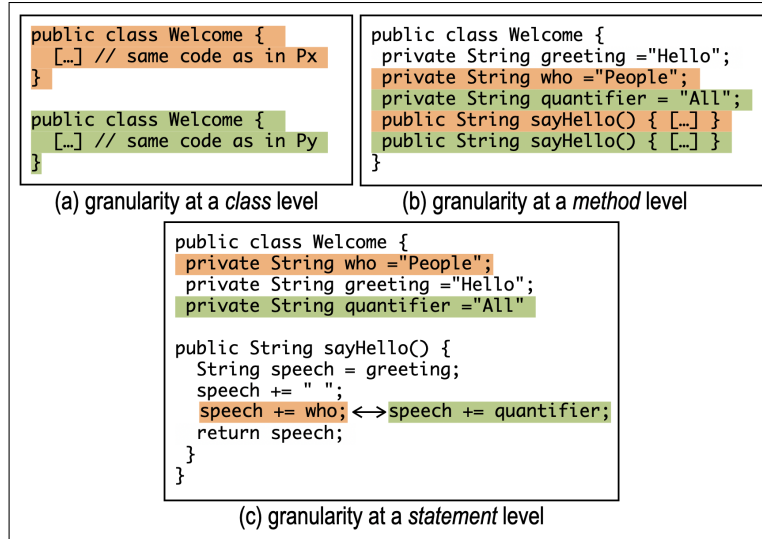 public class Welcome {
[…] // same code as in Px
}
public class Welcome {
[…] // same code as in Py
}
(a) granularity at a class level
public class Welcome {
private String greeting ="Hello";
private String who ="People";
private String quantifier = "All";
public String sayHello() { […] }
public String sayHello() { […] }
}
(b) granularity at a method level
public class Welcome {
private String who ="People";
private String greeting ="Hello";
private String quantifier ="All"
public String sayHello() {
String speech = greeting;
speech += " ";
speech += who; ↔ speech += quantifier;
return speech;
}
}
(c) granularity at a statement level